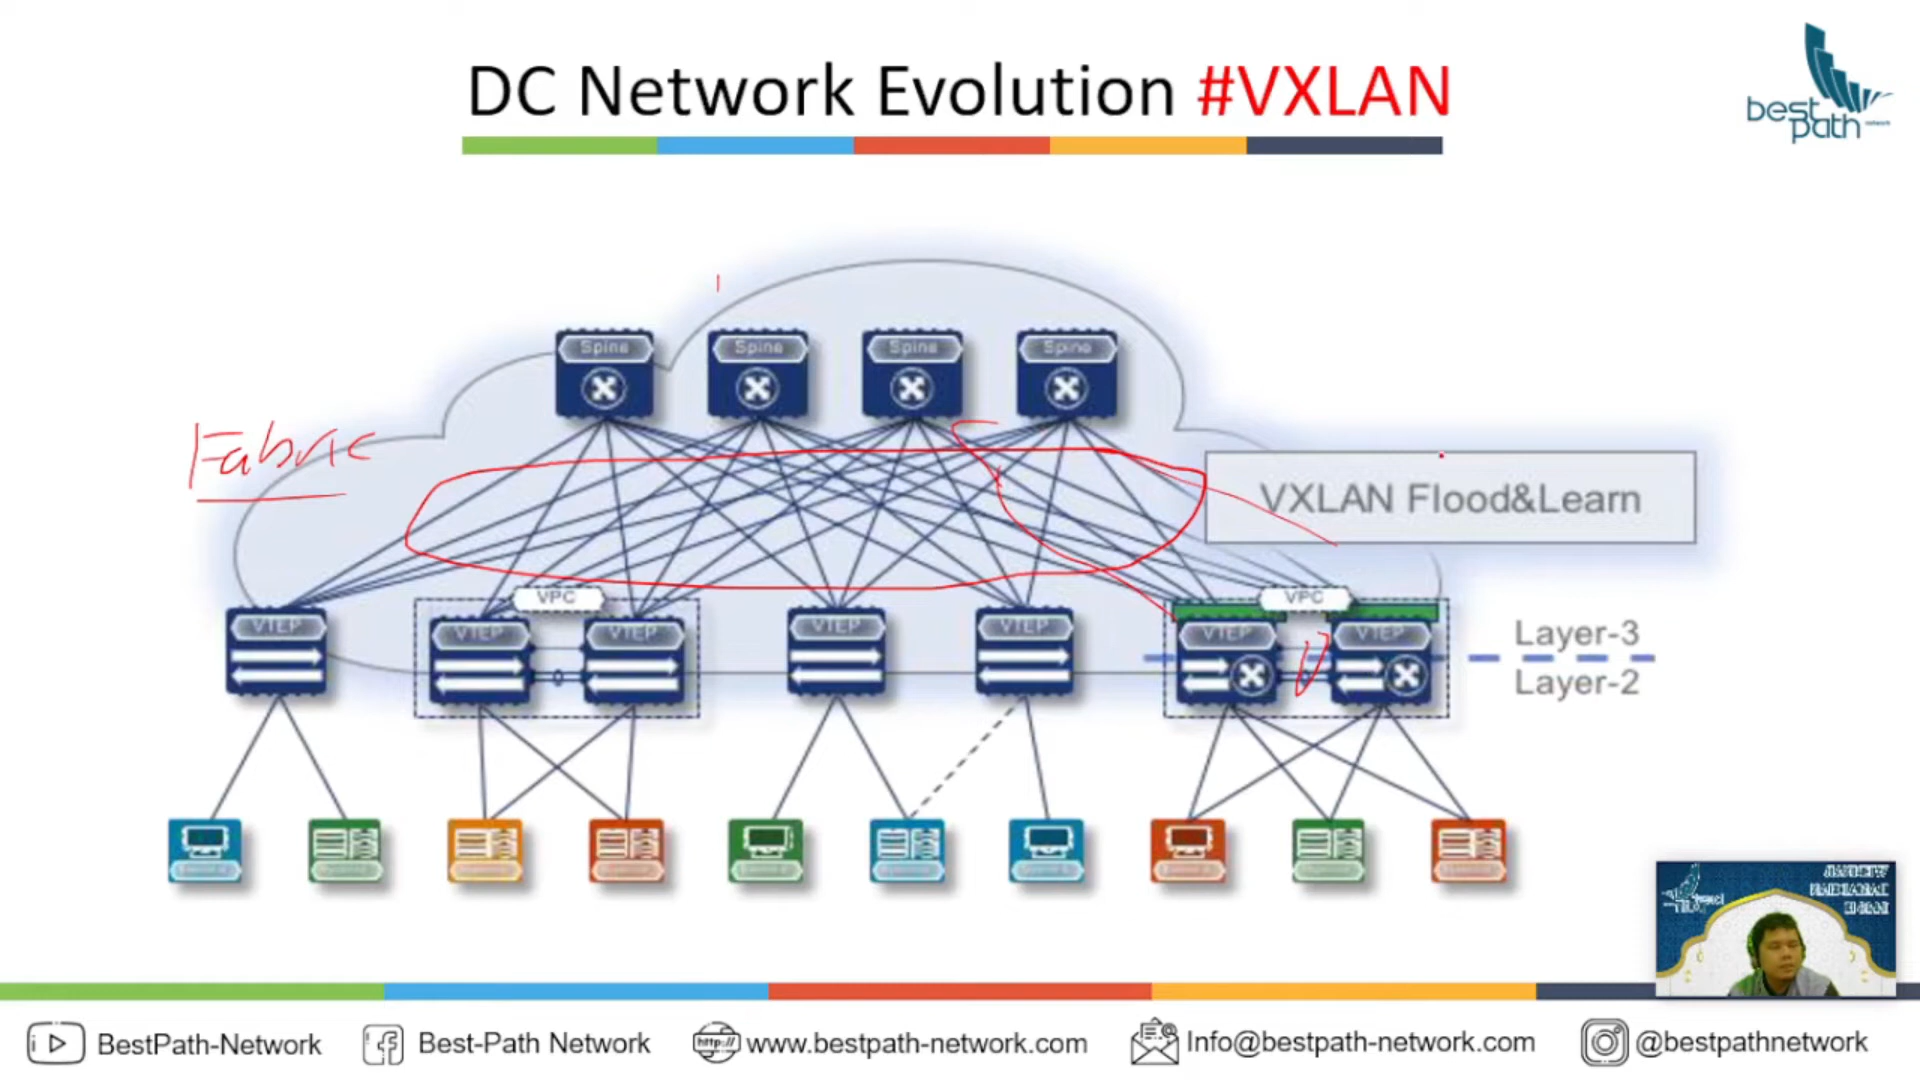 DC Network Evolution #VXLAN
best
path
network
Spine Spine Spine Spine
Fabric
VXLAN Flood&Learn
VPC VPC
VTEP VTEP VTEP VTEP VTEP VTEP VTEP
Layer-3
Layer-2
BestPath-Network Best-Path Network http:// www.bestpath-network.com Info@bestpath-network.com @bestpathnetwork